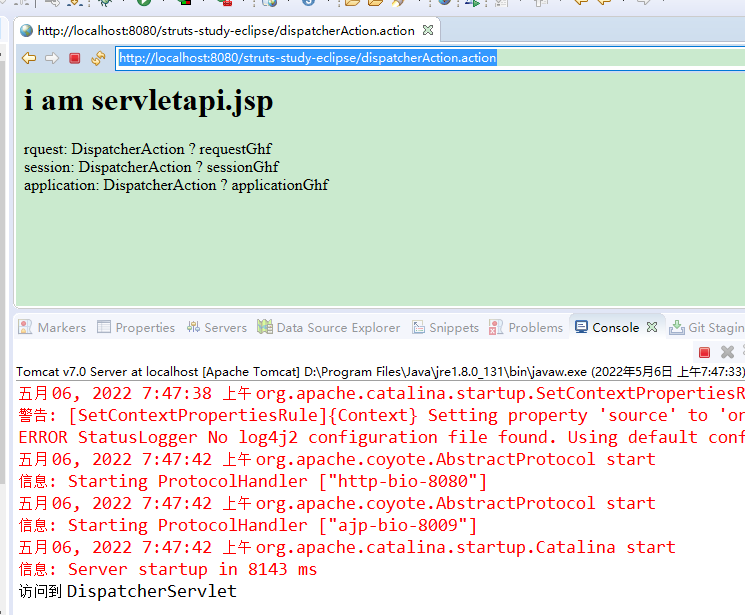 http://localhost:8080/struts-study-eclipse/dispatcherAction.action
http://localhost:8080/struts-study-eclipse/dispatcherAction.action
i am servletapi.jsp
rquest: DispatcherAction ? requestGhf
session: DispatcherAction ? sessionGhf
application: DispatcherAction ? applicationGhf
Markers Properties Servers Data Source Explorer Snippets Problems Console Git Stagin
Tomcat v7.0 Server at localhost [Apache Tomcat] D:\Program Files\Java\jre1.8.0_131\bin\javaw.exe (2022年5月6日 上午7:47:33)
五月 06, 2022 7:47:38 上午 org.apache.catalina.startup.SetContextPropertiesR
警告: [SetContextPropertiesRule]{Context} Setting property 'source' to 'or
ERROR StatusLogger No log4j2 configuration file found. Using default conf
五月 06, 2022 7:47:42 上午 org.apache.coyote.AbstractProtocol start
信息: Starting ProtocolHandler ["http-bio-8080"]
五月 06, 2022 7:47:42 上午 org.apache.coyote.AbstractProtocol start
信息: Starting ProtocolHandler ["ajp-bio-8009"]
五月 06, 2022 7:47:42 上午 org.apache.catalina.startup.Catalina start
信息: Server startup in 8143 ms
访问到 DispatcherServlet